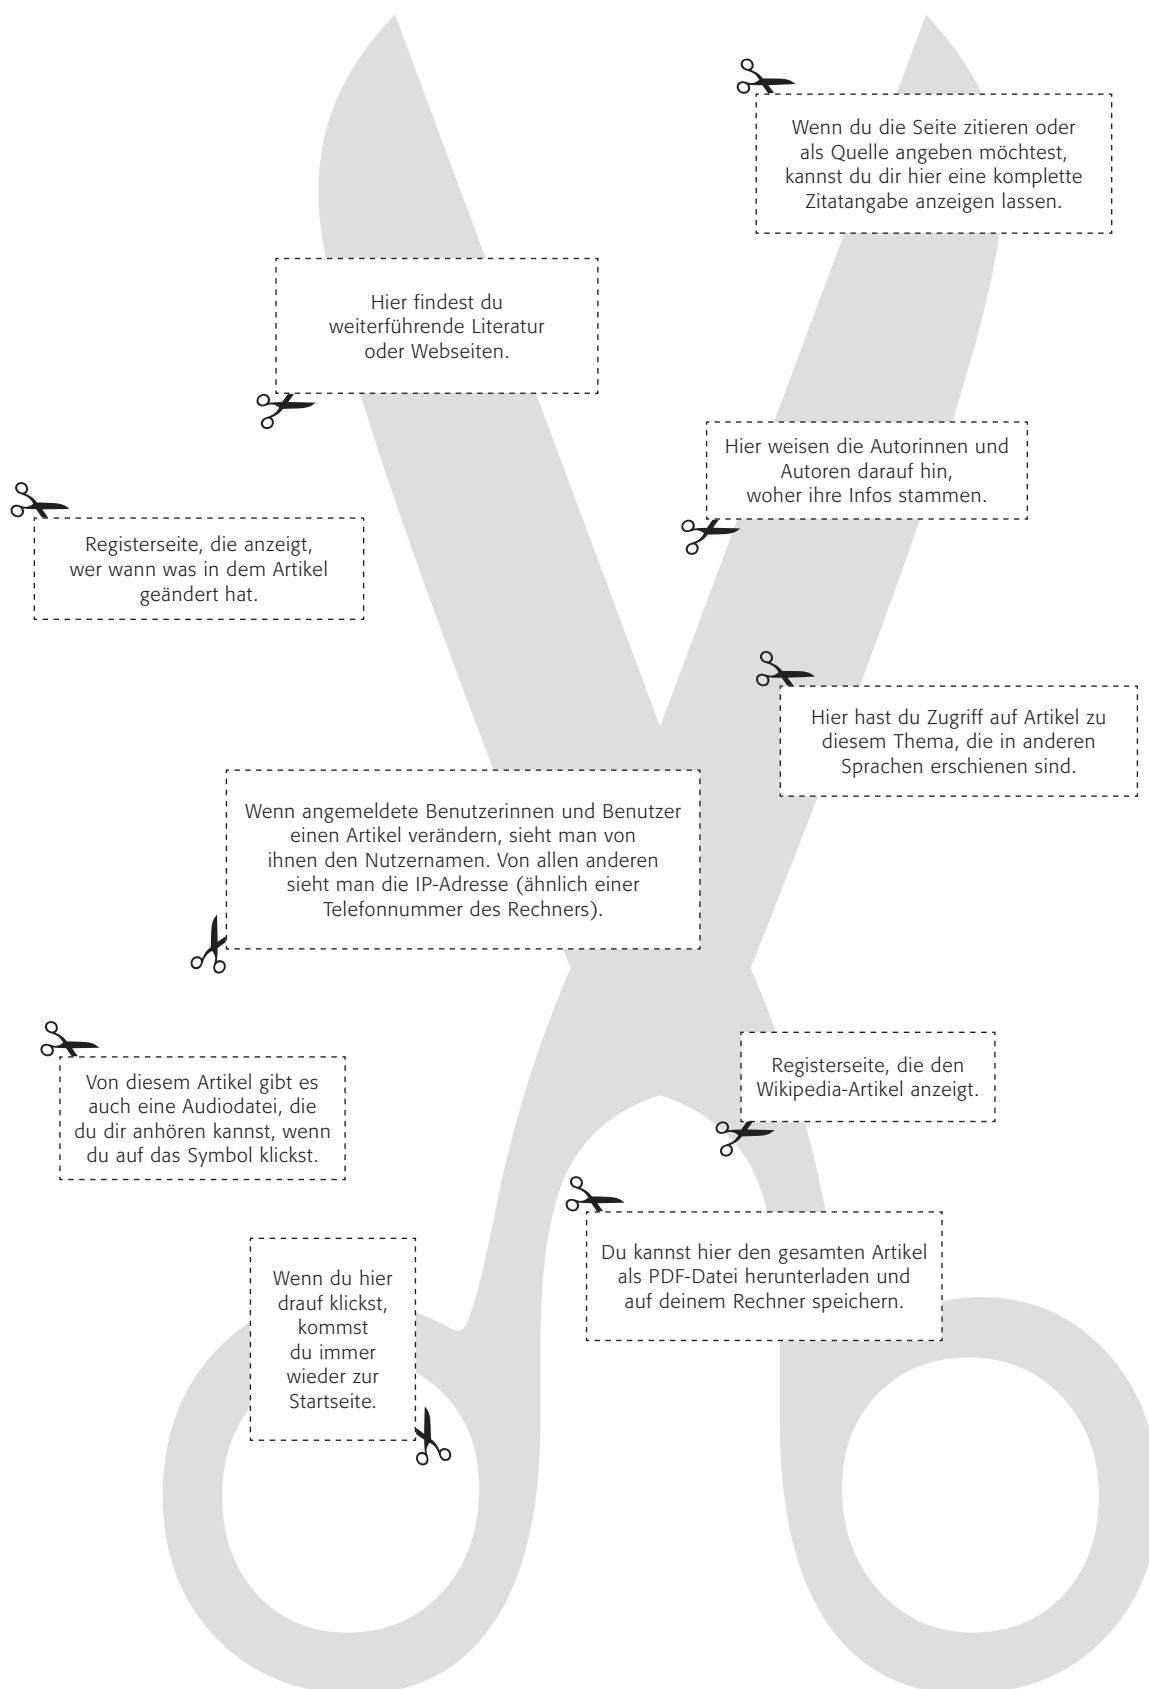 Wenn du die Seite zitieren oder
als Quelle angeben möchtest,
kannst du dir hier eine komplette
Zitatangabe anzeigen lassen.
Hier findest du
weiterführende Literatur
oder Webseiten.
Hier weisen die Autorinnen und
Autoren darauf hin,
woher ihre Infos stammen.
Registerseite, die anzeigt,
wer wann was in dem Artikel
geändert hat.
Hier hast du Zugriff auf Artikel zu
diesem Thema, die in anderen
Sprachen erschienen sind.
Wenn angemeldete Benutzerinnen und Benutzer
einen Artikel verändern, sieht man von
ihnen den Nutzernamen. Von allen anderen
sieht man die IP-Adresse (ähnlich einer
Telefonnummer des Rechners).
Von diesem Artikel gibt es
auch eine Audiodatei, die
du dir anhören kannst, wenn
du auf das Symbol klickst.
Registerseite, die den
Wikipedia-Artikel anzeigt.
Du kannst hier den gesamten Artikel
als PDF-Datei herunterladen und
auf deinem Rechner speichern.
Wenn du hier
drauf klickst,
kommst
du immer
wieder zur
Startseite.